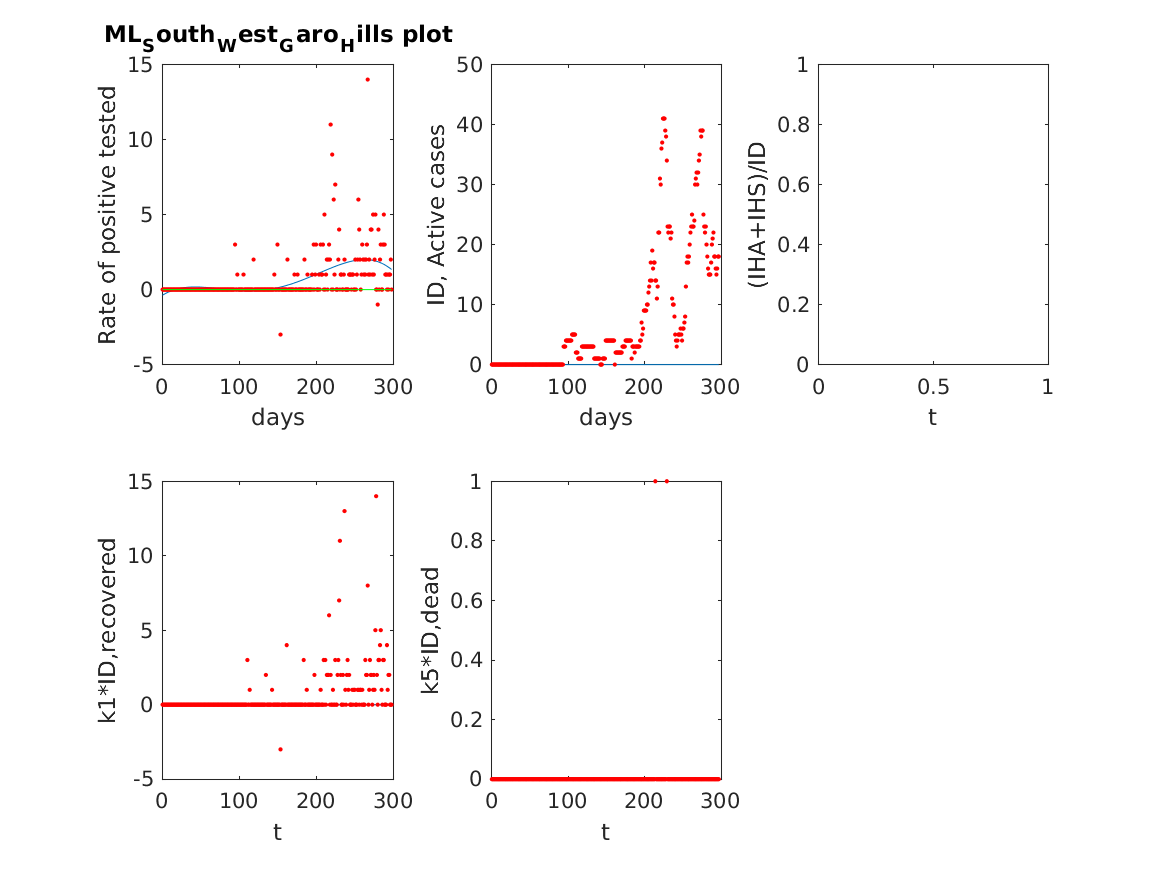 ML_South_West_Garo_Hills plot
15
10
5
0
-5
0 100 200 300
Rate of positive tested
days
50
40
30
20
10
0
0 100 200 300
ID, Active cases
days
1
0.8
0.6
0.4
0.2
0
0 0.5 1
(IHA+IHS)/ID
t
15
10
5
0
-5
0 100 200 300
k1*ID,recovered
t
1
0.8
0.6
0.4
0.2
0
0 100 200 300
k5*ID,dead
t